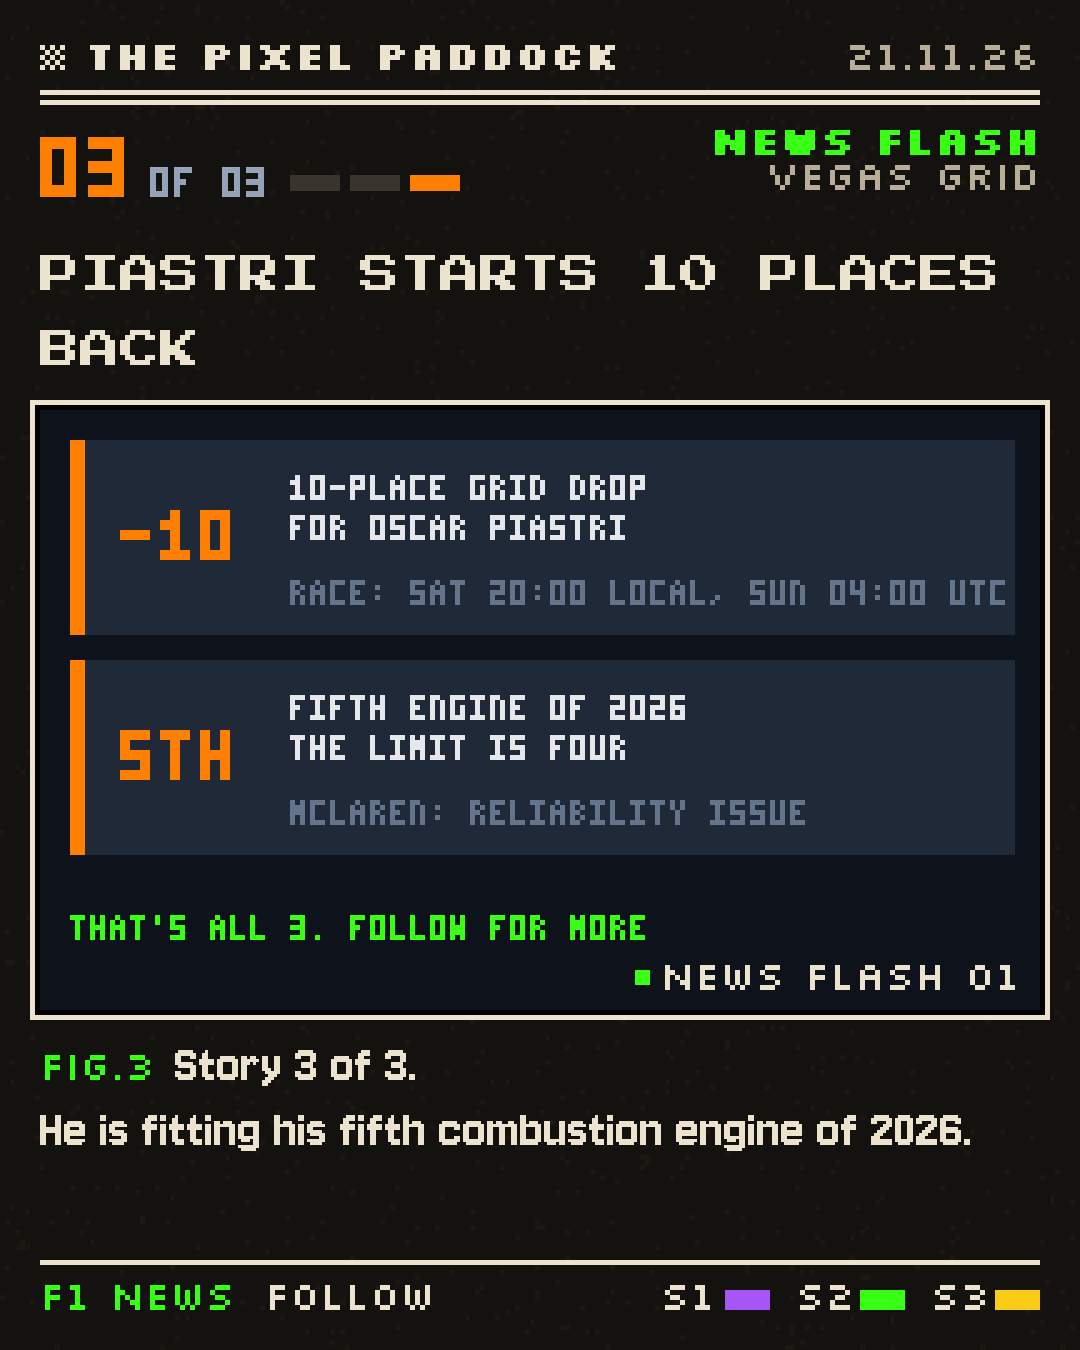 THE PIXEL PADDOCK
21.11.26
03 OF 03
NEWS FLASH
VEGAS GRID
PIASTRI STARTS 10 PLACES
BACK
-10
10-PLACE GRID DROP
FOR OSCAR PIASTRI
RACE: SAT 20:00 LOCAL, SUN 04:00 UTC
5TH
FIFTH ENGINE OF 2026
THE LIMIT IS FOUR
MCLAREN: RELIABILITY ISSUE
THAT'S ALL 3. FOLLOW FOR MORE
NEWS FLASH 01
FIG.3 Story 3 of 3.
He is fitting his fifth combustion engine of 2026.
F1 NEWS FOLLOW
S1 S2 S3